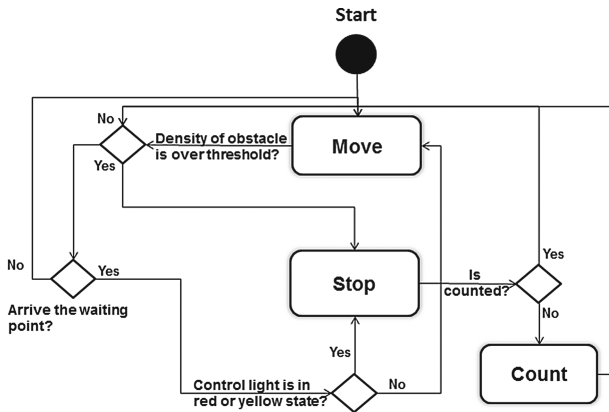 Start
No
Density of obstacle
is over threshold?
Move
Yes
No
Yes
Arrive the waiting
point?
Stop
Is
counted?
Yes
No
Yes
Control light is in
red or yellow state?
No
Count